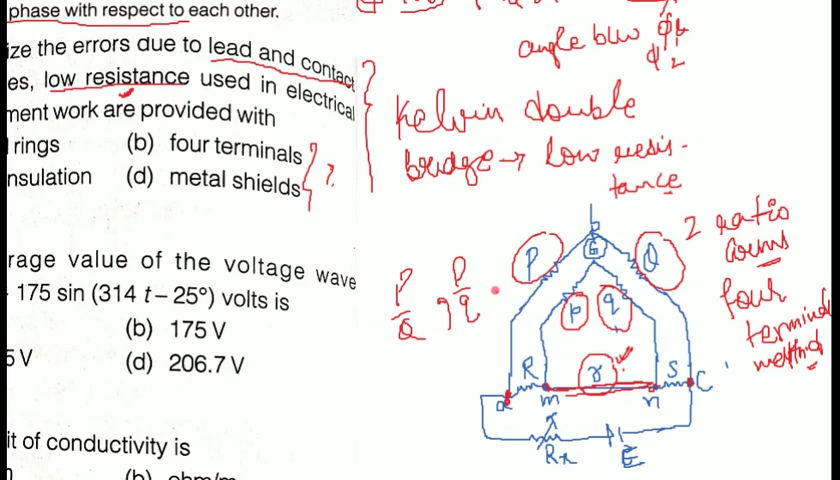 phase with respect to each other.
ize the errors due to lead and contact
es, low resistance used in electrical
ment work are provided with
rings (b) four terminals
nsulation (d) metal shields
?
rage value of the voltage wave
175 sin (314 t – 25°) volts is
(b) 175 V
5 V (d) 206.7 V
it of conductivity is
(b) ohm/m
angle b/w ϕ1
ϕ2
Kelvin double
bridge → low resis-
tance
2 ratio
arms
four
terminal
method
P/Q , p/q
b
G
P Q
p q
R r S
a m n C
Rx E